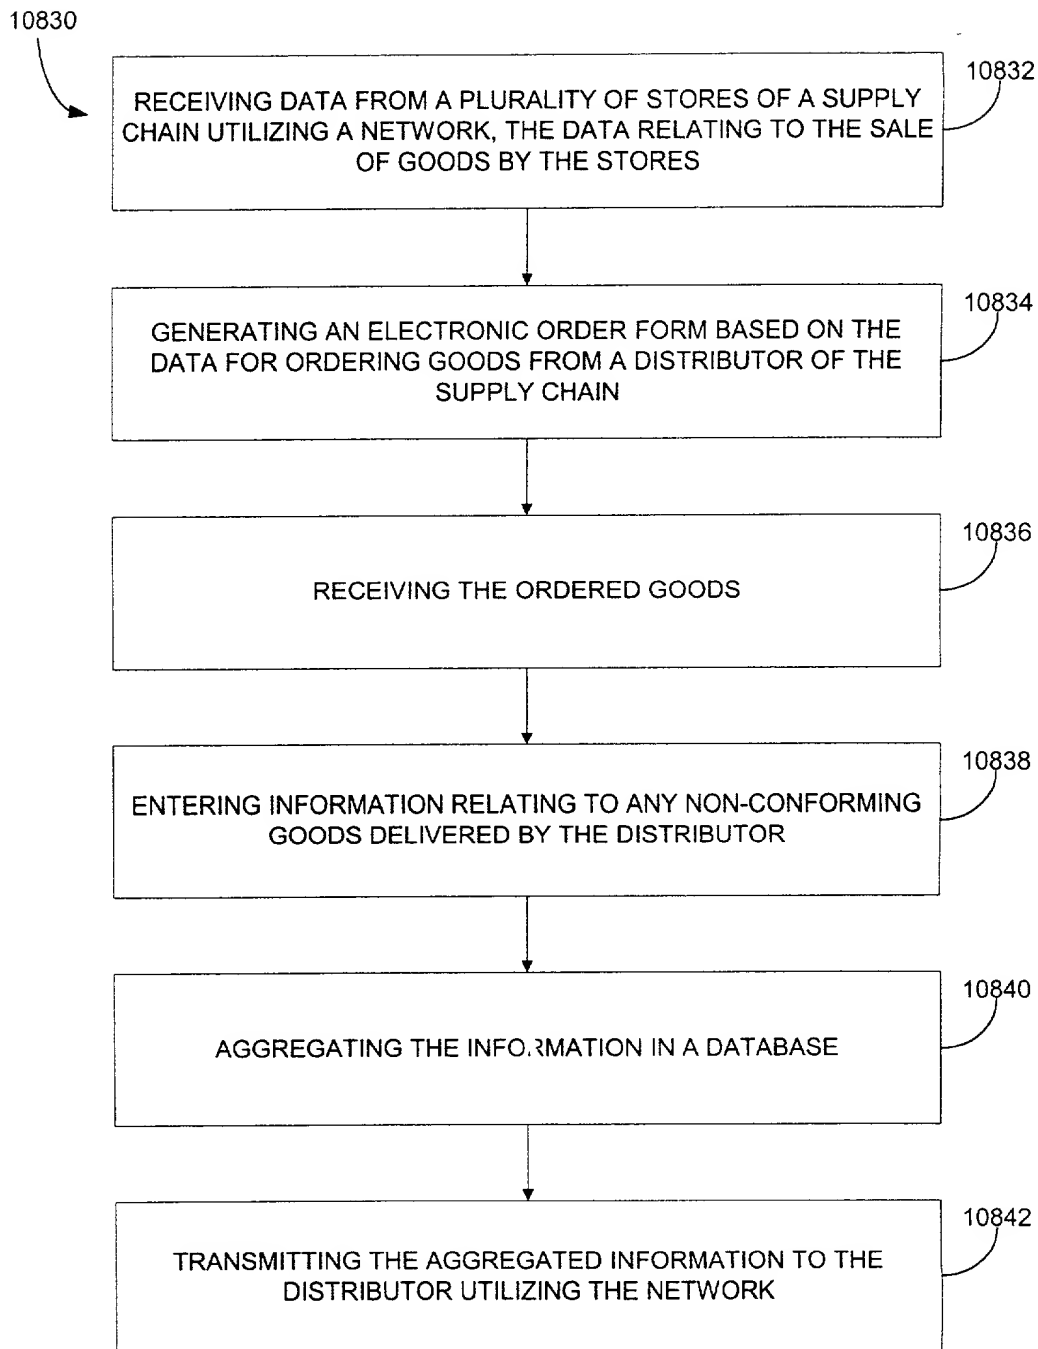 10830
10832
RECEIVING DATA FROM A PLURALITY OF STORES OF A SUPPLY
CHAIN UTILIZING A NETWORK, THE DATA RELATING TO THE SALE
OF GOODS BY THE STORES
10834
GENERATING AN ELECTRONIC ORDER FORM BASED ON THE
DATA FOR ORDERING GOODS FROM A DISTRIBUTOR OF THE
SUPPLY CHAIN
10836
RECEIVING THE ORDERED GOODS
10838
ENTERING INFORMATION RELATING TO ANY NON-CONFORMING
GOODS DELIVERED BY THE DISTRIBUTOR
10840
AGGREGATING THE INFORMATION IN A DATABASE
10842
TRANSMITTING THE AGGREGATED INFORMATION TO THE
DISTRIBUTOR UTILIZING THE NETWORK